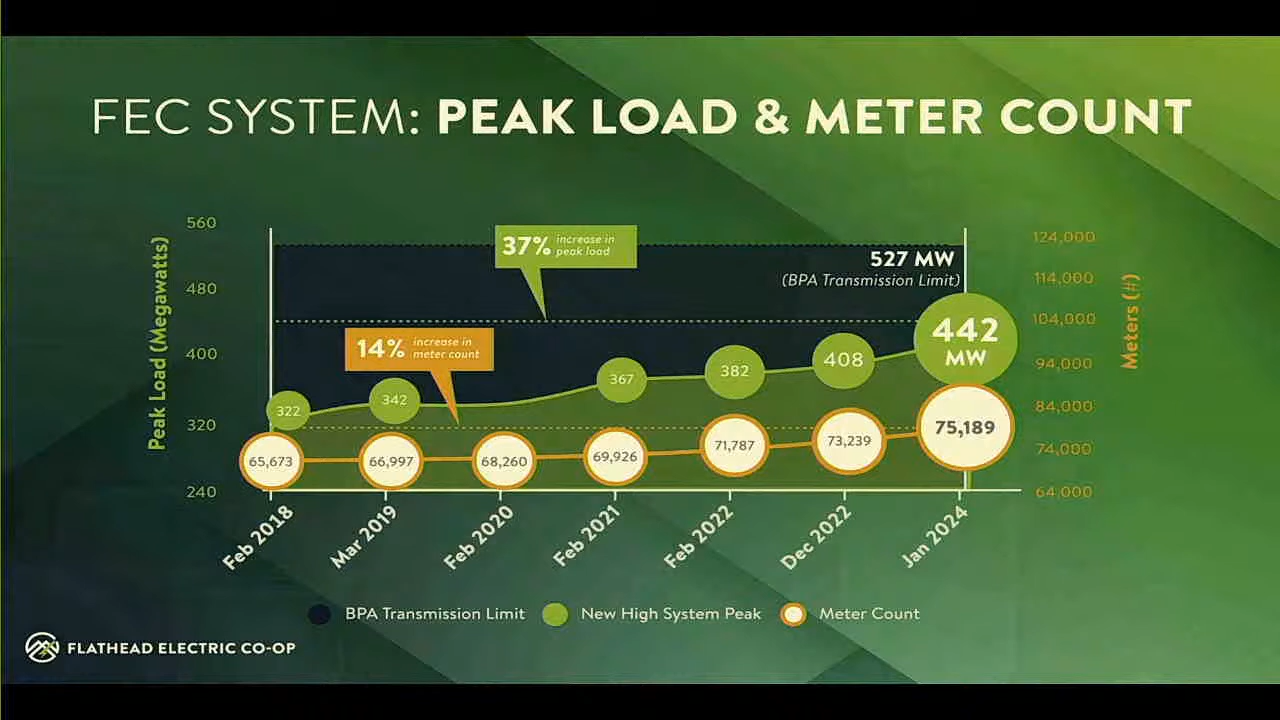 FEC SYSTEM: PEAK LOAD & METER COUNT
Peak Load (Megawatts)
560
480
400
320
240
37% increase in
peak load
14% increase in
meter count
527 MW
(BPA Transmission Limit)
322
342
367
382
408
442
MW
65,673
66,997
68,260
69,926
71,787
73,239
75,189
124,000
114,000
104,000
94,000
84,000
74,000
64,000
Meters (#)
Feb 2018
Mar 2019
Feb 2020
Feb 2021
Feb 2022
Dec 2022
Jan 2024
BPA Transmission Limit
New High System Peak
Meter Count
FLATHEAD ELECTRIC CO-OP